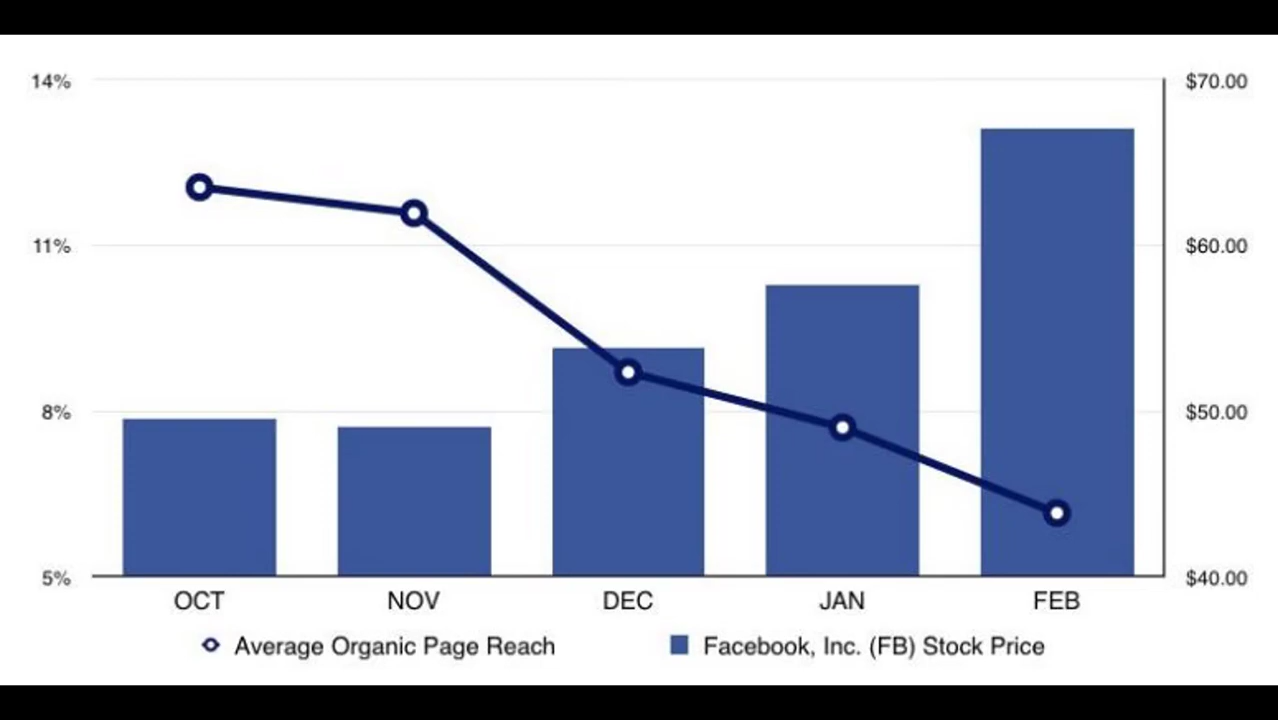 14%
$70.00
11%
$60.00
8%
$50.00
5%
$40.00
OCT NOV DEC JAN FEB
Average Organic Page Reach
Facebook, Inc. (FB) Stock Price